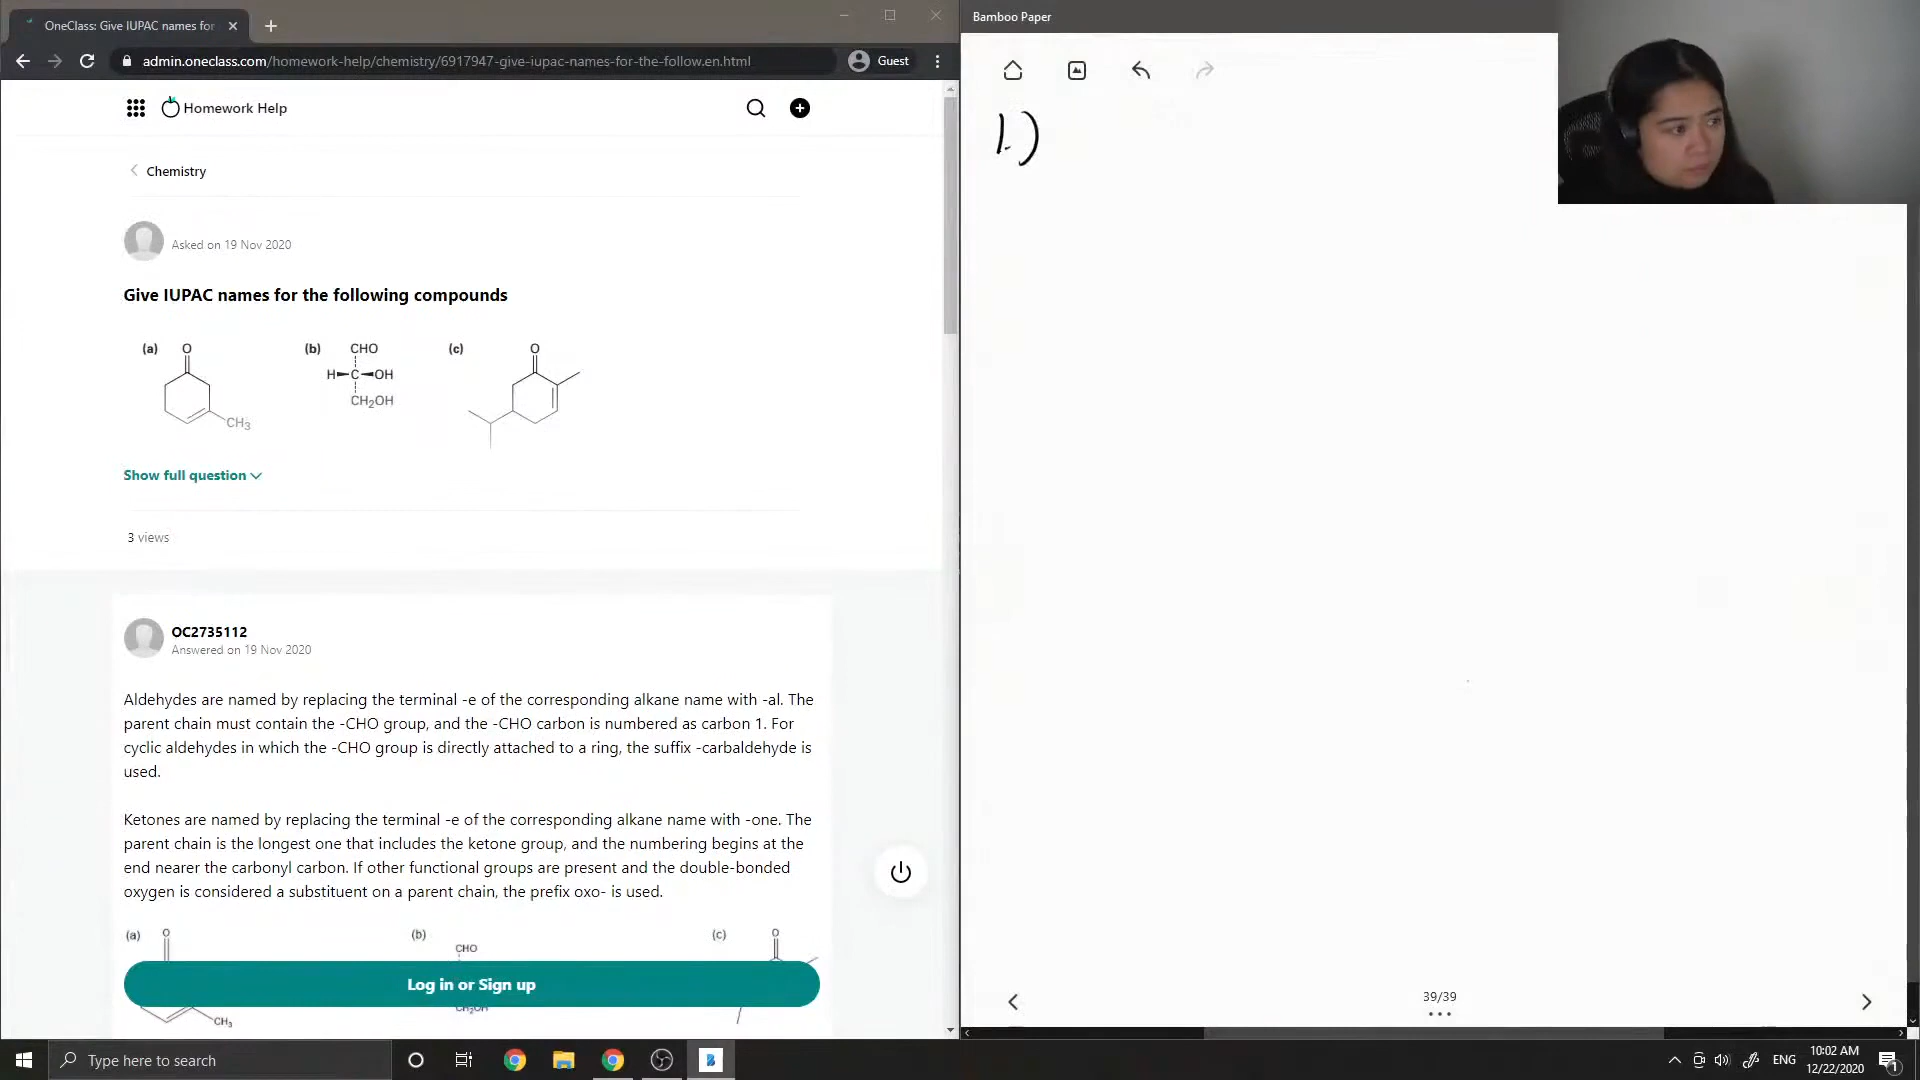 OneClass: Give IUPAC names for
admin.oneclass.com/homework-help/chemistry/6917947-give-iupac-names-for-the-follow.en.html
Guest
Homework Help
Chemistry
Asked on 19 Nov 2020
Give IUPAC names for the following compounds
(a) O
CH3
(b) CHO
H C OH
CH2OH
(c) O
Show full question
3 views
OC2735112
Answered on 19 Nov 2020
Aldehydes are named by replacing the terminal -e of the corresponding alkane name with -al. The
parent chain must contain the -CHO group, and the -CHO carbon is numbered as carbon 1. For
cyclic aldehydes in which the -CHO group is directly attached to a ring, the suffix -carbaldehyde is
used.
Ketones are named by replacing the terminal -e of the corresponding alkane name with -one. The
parent chain is the longest one that includes the ketone group, and the numbering begins at the
end nearer the carbonyl carbon. If other functional groups are present and the double-bonded
oxygen is considered a substituent on a parent chain, the prefix oxo- is used.
(a) O
(b)
CHO
(c) O
Log in or Sign up
CH2OH
CH3
Bamboo Paper
1.)
39/39
Type here to search
ENG
10:02 AM
12/22/2020
1